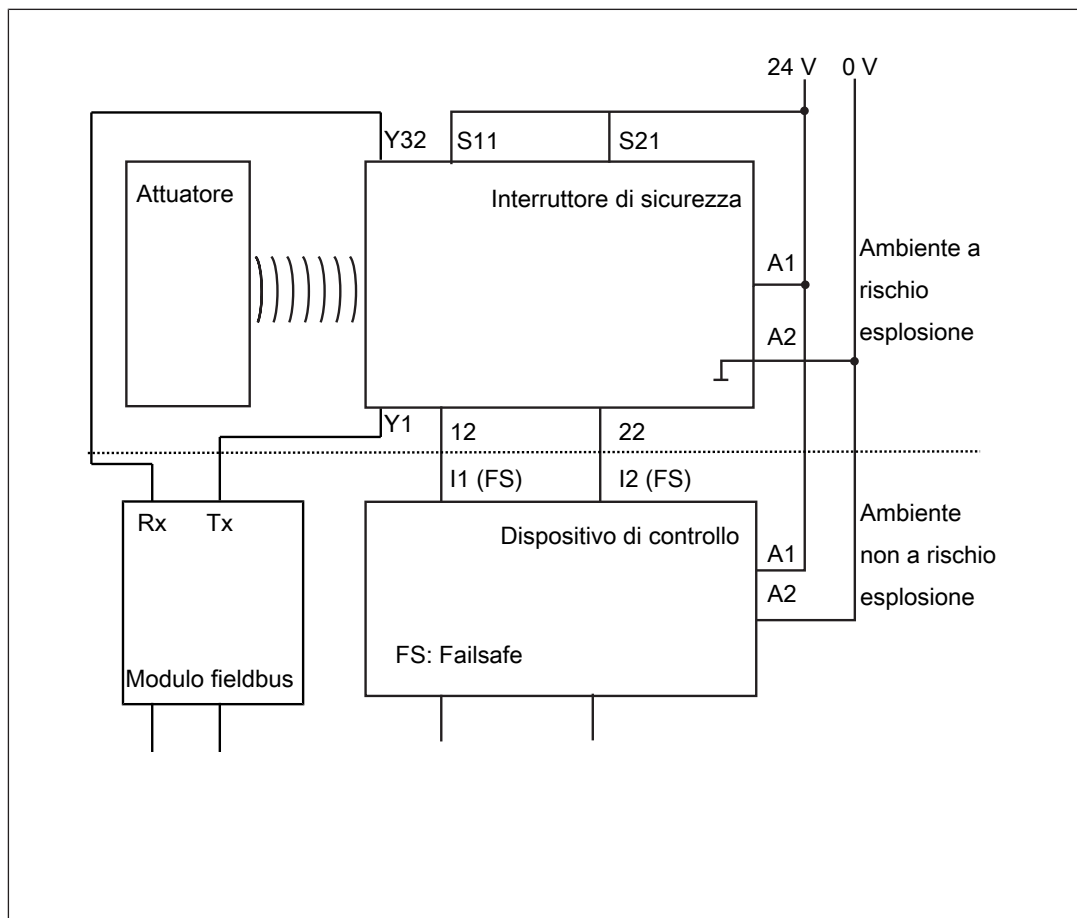 24 V
0 V
Y32
S11
S21
Attuatore
Interruttore di sicurezza
A1
A2
Ambiente a
rischio
esplosione
Y1
12
22
I1 (FS)
I2 (FS)
Rx
Tx
Modulo fieldbus
Dispositivo di controllo
A1
A2
FS: Failsafe
Ambiente
non a rischio
esplosione